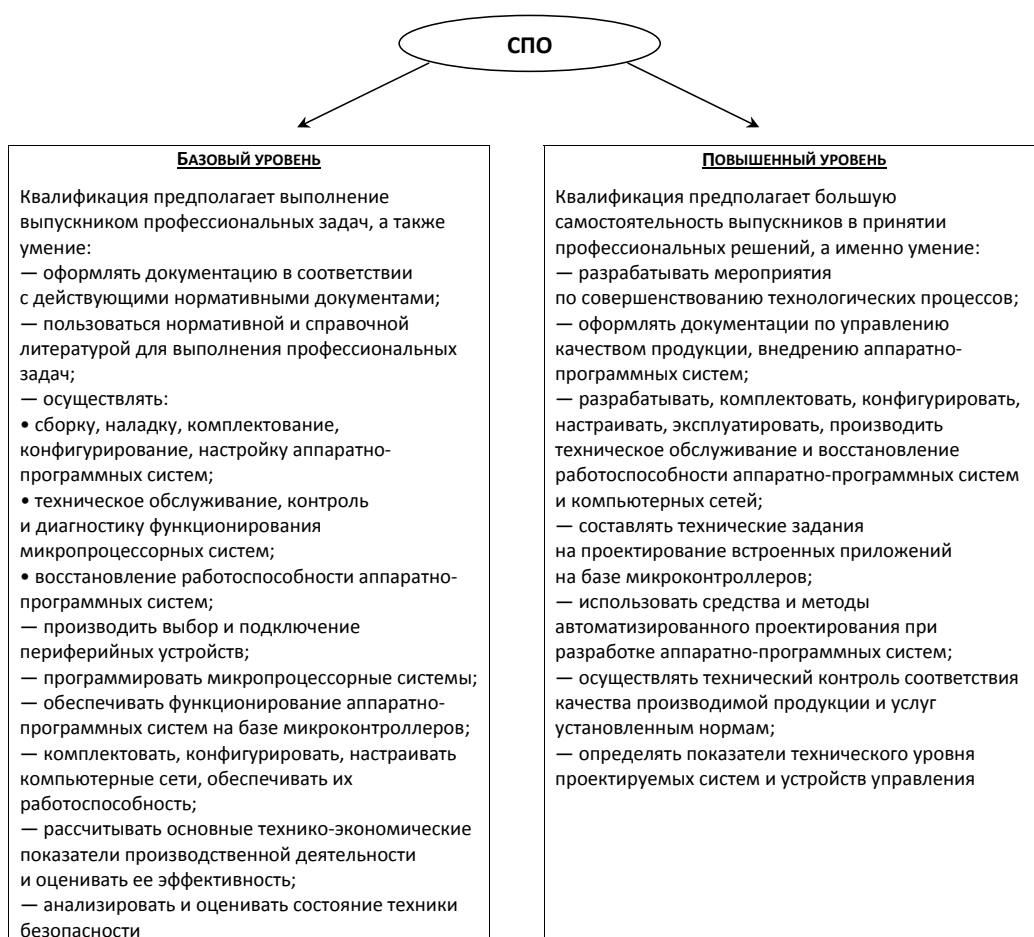 СПО
БАЗОВЫЙ УРОВЕНЬ
Квалификация предполагает выполнение
выпускником профессиональных задач, а также
умение:
— оформлять документацию в соответствии
с действующими нормативными документами;
— пользоваться нормативной и справочной
литературой для выполнения профессиональных
задач;
— осуществлять:
• сборку, наладку, комплектование,
конфигурирование, настройку аппаратно-
программных систем;
• техническое обслуживание, контроль
и диагностику функционирования
микропроцессорных систем;
• восстановление работоспособности аппаратно-
программных систем;
— производить выбор и подключение
периферийных устройств;
— программировать микропроцессорные системы;
— обеспечивать функционирование аппаратно-
программных систем на базе микроконтроллеров;
— комплектовать, конфигурировать, настраивать
компьютерные сети, обеспечивать их
работоспособность;
— рассчитывать основные технико-экономические
показатели производственной деятельности
и оценивать ее эффективность;
— анализировать и оценивать состояние техники
безопасности
ПОВЫШЕННЫЙ УРОВЕНЬ
Квалификация предполагает большую
самостоятельность выпускников в принятии
профессиональных решений, а именно умение:
— разрабатывать мероприятия
по совершенствованию технологических процессов;
— оформлять документации по управлению
качеством продукции, внедрению аппаратно-
программных систем;
— разрабатывать, комплектовать, конфигурировать,
настраивать, эксплуатировать, производить
техническое обслуживание и восстановление
работоспособности аппаратно-программных систем
и компьютерных сетей;
— составлять технические задания
на проектирование встроенных приложений
на базе микроконтроллеров;
— использовать средства и методы
автоматизированного проектирования при
разработке аппаратно-программных систем;
— осуществлять технический контроль соответствия
качества производимой продукции и услуг
установленным нормам;
— определять показатели технического уровня
проектируемых систем и устройств управления